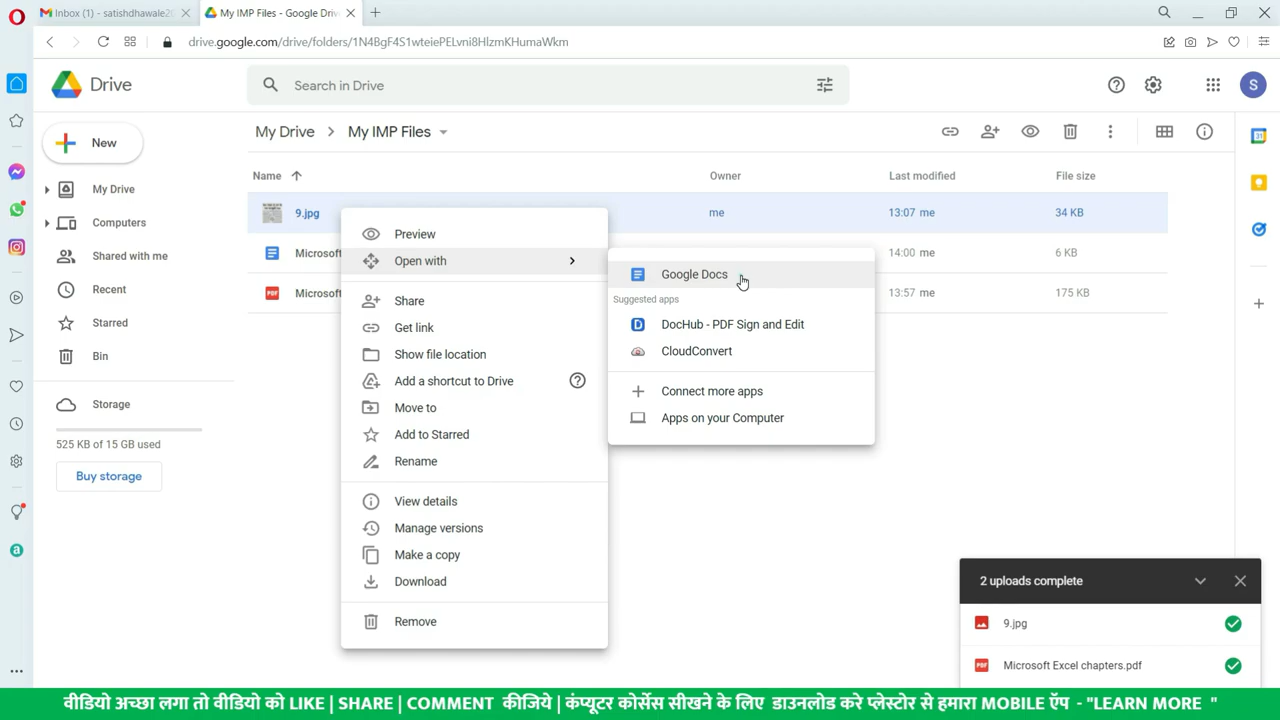 Inbox (1) - satishdhawale2
My IMP Files - Google Driv
drive.google.com/drive/folders/1N4BgF4S1wteiePELvni8HlzmKHumaWkm
Drive
Search in Drive
S
New
My Drive
Computers
Shared with me
Recent
Starred
Bin
Storage
525 KB of 15 GB used
Buy storage
My Drive > My IMP Files
Name Owner Last modified File size
9.jpg me 13:07 me 34 KB
Microsoft 14:00 me 6 KB
Microsoft 13:57 me 175 KB
Preview
Open with
Share
Get link
Show file location
Add a shortcut to Drive
Move to
Add to Starred
Rename
View details
Manage versions
Make a copy
Download
Remove
Google Docs
Suggested apps
DocHub - PDF Sign and Edit
CloudConvert
Connect more apps
Apps on your Computer
2 uploads complete
9.jpg
Microsoft Excel chapters.pdf
वीडियो अच्छा लगा तो वीडियो को LIKE | SHARE | COMMENT कीजिये | कंप्यूटर कोर्सेस सीखने के लिए डाउनलोड करे प्लेस्टोर से हमारा MOBILE ऍप - "LEARN MORE "